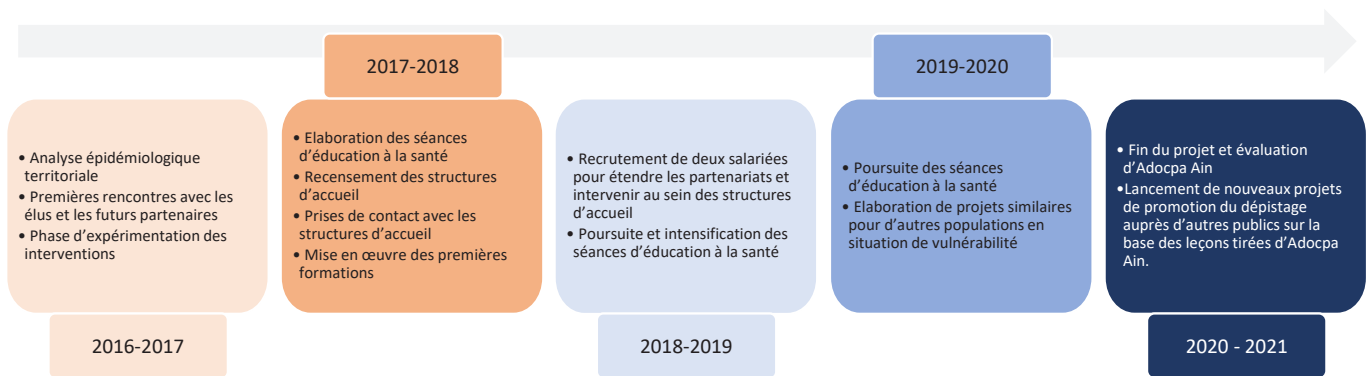 2016-2017
• Analyse épidémiologique
territoriale
• Premières rencontres avec les
élus et les futurs partenaires
• Phase d'expérimentation des
interventions
2017-2018
• Elaboration des séances
d'éducation à la santé
• Recensement des structures
d'accueil
• Prises de contact avec les
structures d'accueil
• Mise en œuvre des premières
formations
2018-2019
• Recrutement de deux salariées
pour étendre les partenariats et
intervenir au sein des structures
d'accueil
• Poursuite et intensification des
séances d'éducation à la santé
2019-2020
• Poursuite des séances
d'éducation à la santé
• Elaboration de projets similaires
pour d'autres populations en
situation de vulnérabilité
2020 - 2021
• Fin du projet et évaluation
d'Adocpa Ain
•Lancement de nouveaux projets
de promotion du dépistage
auprès d'autres publics sur la
base des leçons tirées d'Adocpa
Ain.